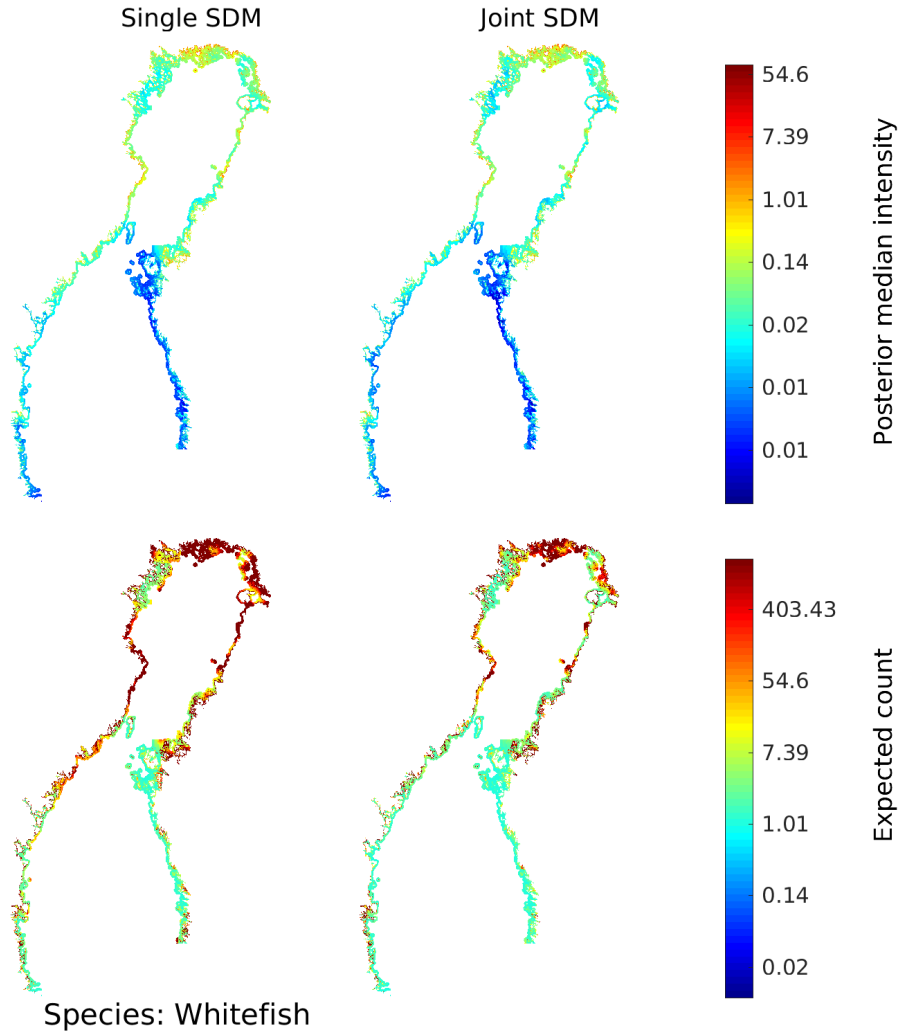 Single SDM
Joint SDM
54.6
7.39
1.01
0.14
0.02
0.01
0.01
Posterior median intensity
403.43
54.6
7.39
1.01
0.14
0.02
Expected count
Species: Whitefish